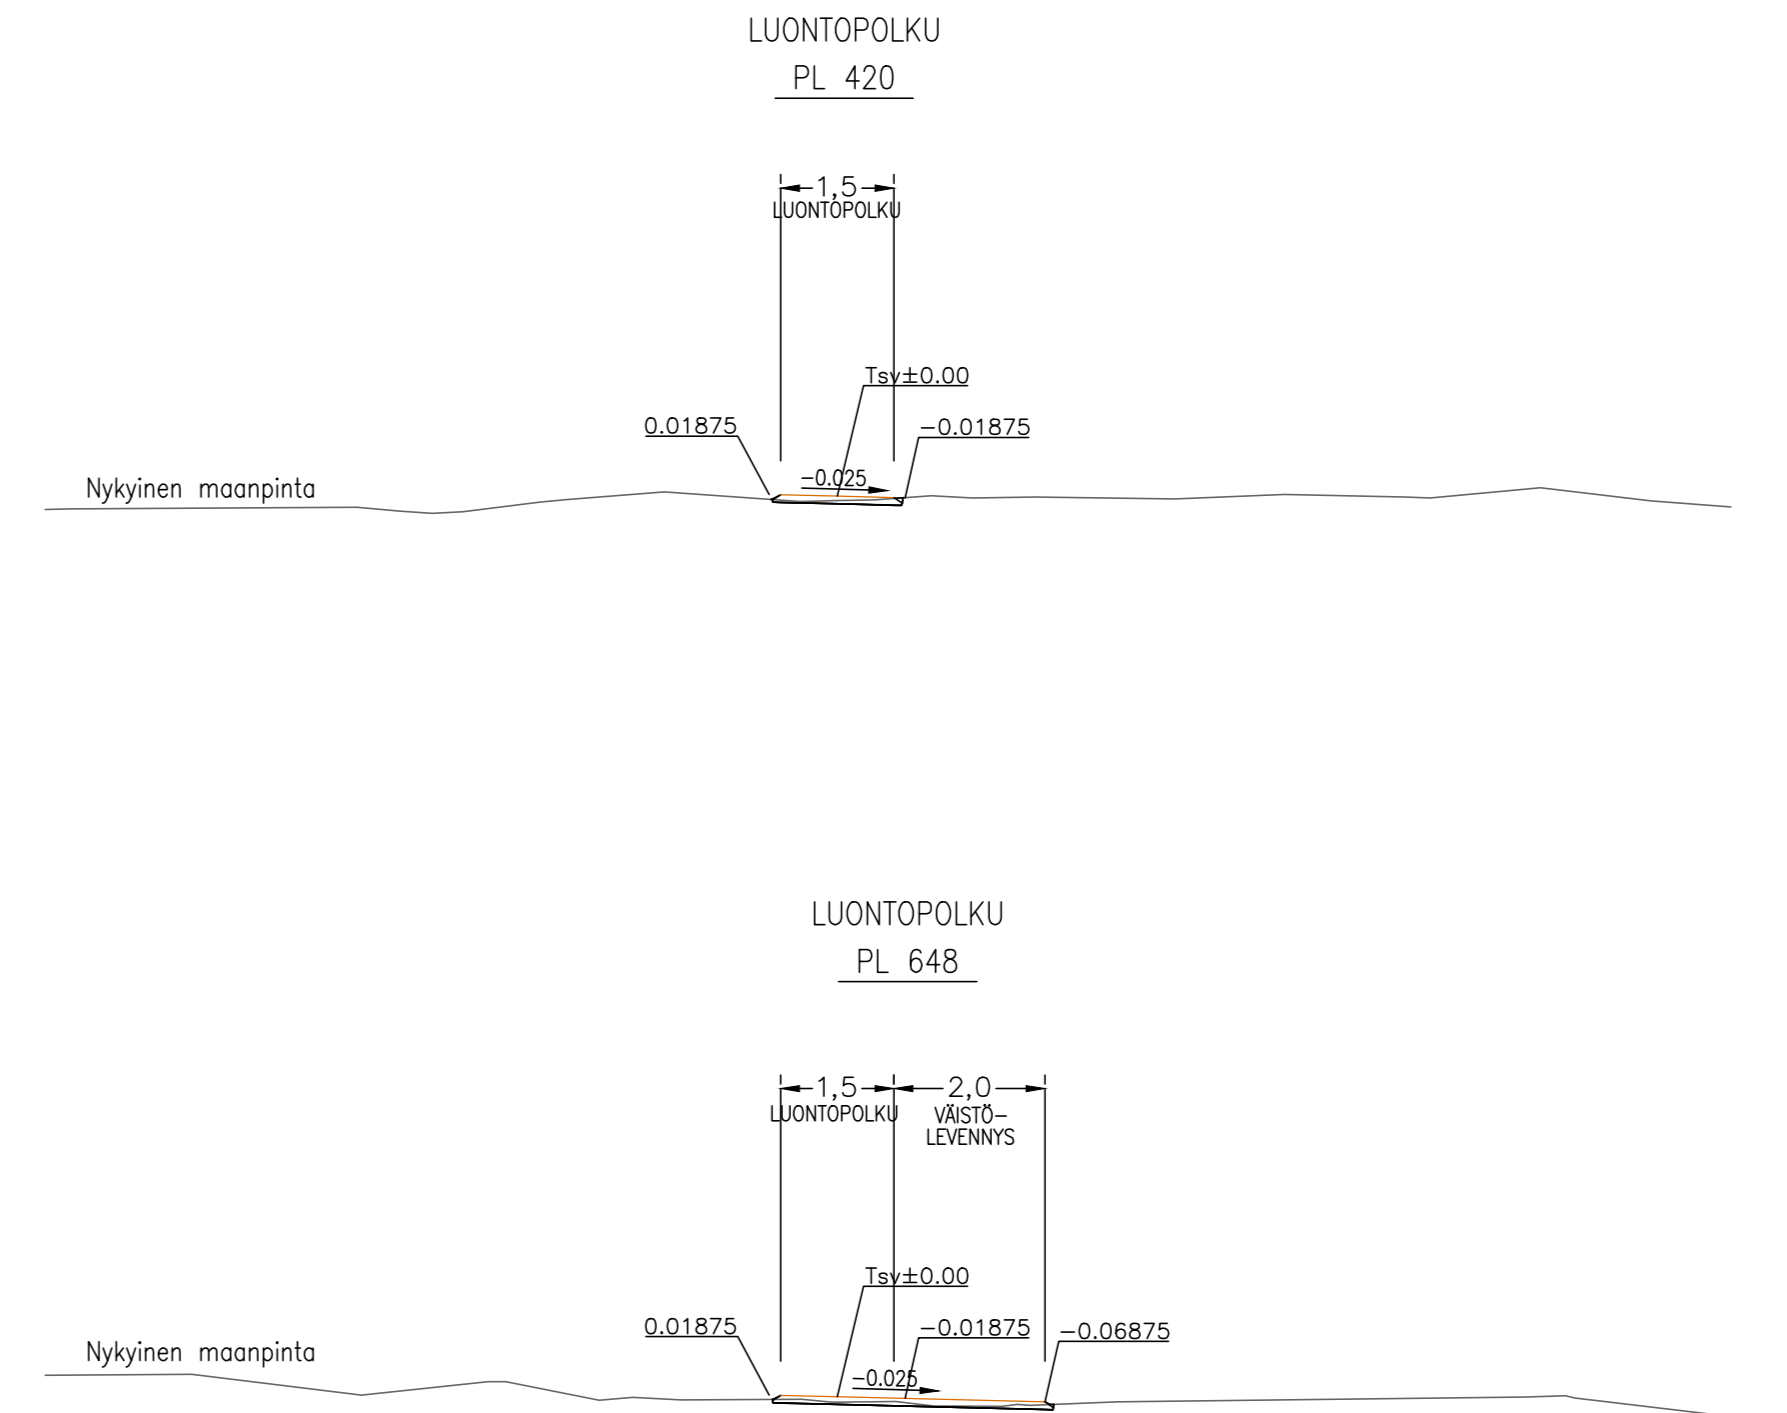 LUONTOPOLKU
PL 420
1,5
LUONTOPOLKU
Tsv±0.00
0.01875
-0.01875
-0.025
Nykyinen maanpinta
LUONTOPOLKU
PL 648
1,5
2,0
LUONTOPOLKU
VÄISTÖ-
LEVENNYS
Tsv±0.00
0.01875
-0.01875
-0.06875
Nykyinen maanpinta
-0.025